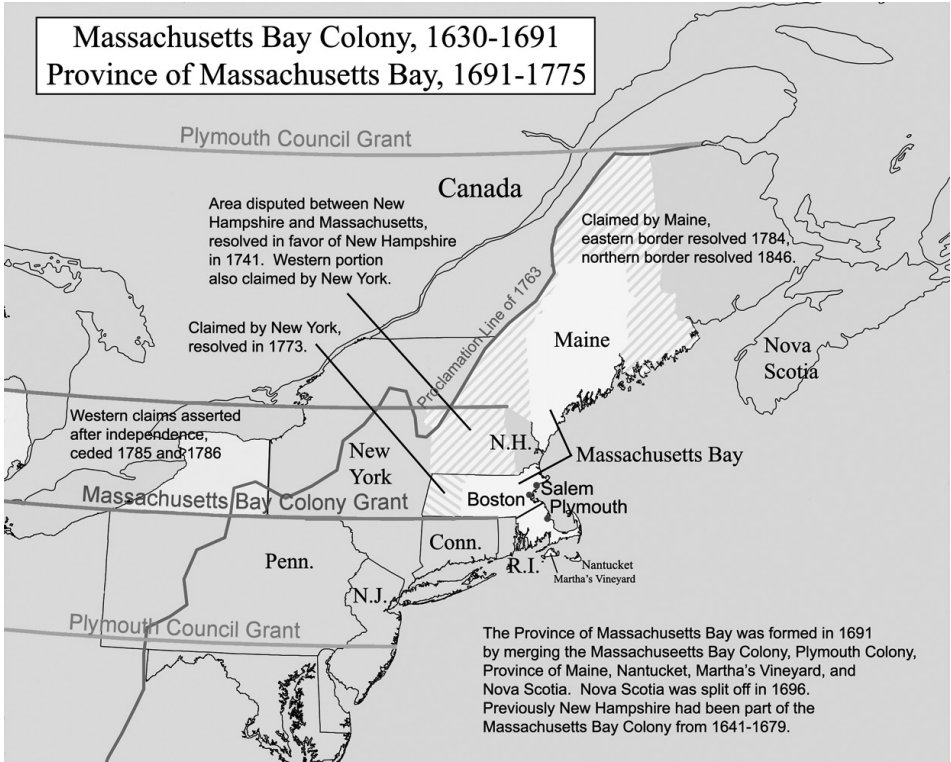 Massachusetts Bay Colony, 1630-1691
Province of Massachusetts Bay, 1691-1775
Plymouth Council Grant
Canada
Area disputed between New
Hampshire and Massachusetts,
resolved in favor of New Hampshire
in 1741. Western portion
also claimed by New York.
Claimed by Maine,
eastern border resolved 1784,
northern border resolved 1846.
Proclamation Line of 1763
Claimed by New York,
resolved in 1773.
Maine
Nova
Scotia
Western claims asserted
after independence,
ceded 1785 and 1786
New
York
N.H.
Massachusetts Bay
Massachusetts Bay Colony Grant
Boston
Salem
Plymouth
Conn.
R.I.
Nantucket
Martha's Vineyard
Penn.
N.J.
Plymouth Council Grant
The Province of Massachusetts Bay was formed in 1691
by merging the Massachuseetts Bay Colony, Plymouth Colony,
Province of Maine, Nantucket, Martha's Vineyard, and
Nova Scotia. Nova Scotia was split off in 1696.
Previously New Hampshire had been part of the
Massachusetts Bay Colony from 1641-1679.